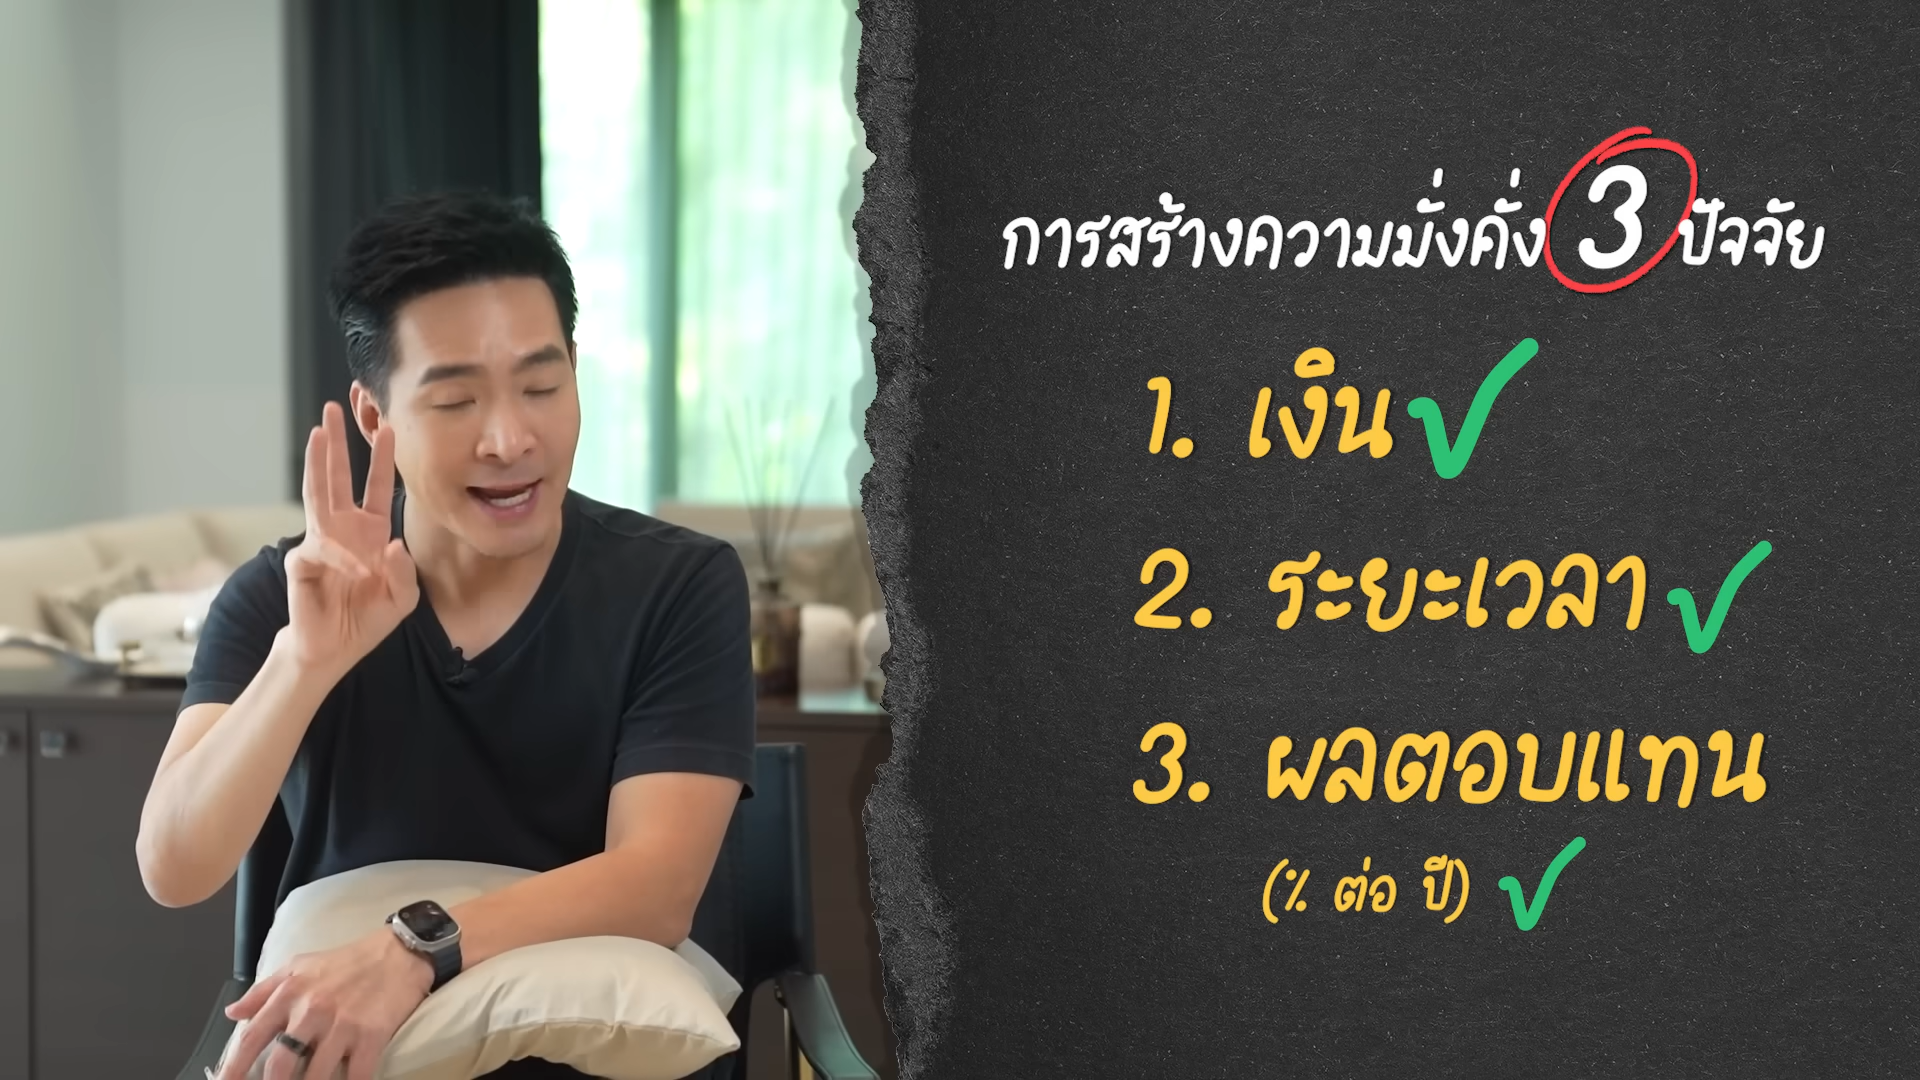 การสร้างความมั่งคั่ง 3 ปัจจัย
1. เงิน
2. ระยะเวลา
3. ผลตอบแทน
(% ต่อ ปี)